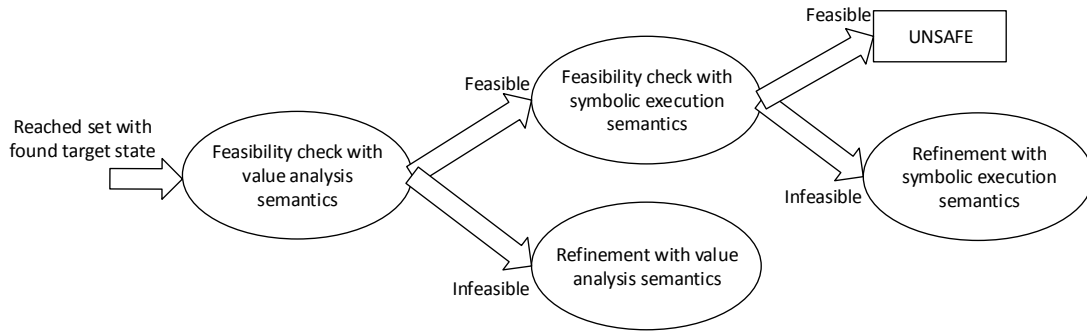 Reached set with
found target state
Feasibility check with
value analysis
semantics
Feasible
Infeasible
Feasibility check with
symbolic execution
semantics
Refinement with value
analysis semantics
Feasible
Infeasible
UNSAFE
Refinement with
symbolic execution
semantics